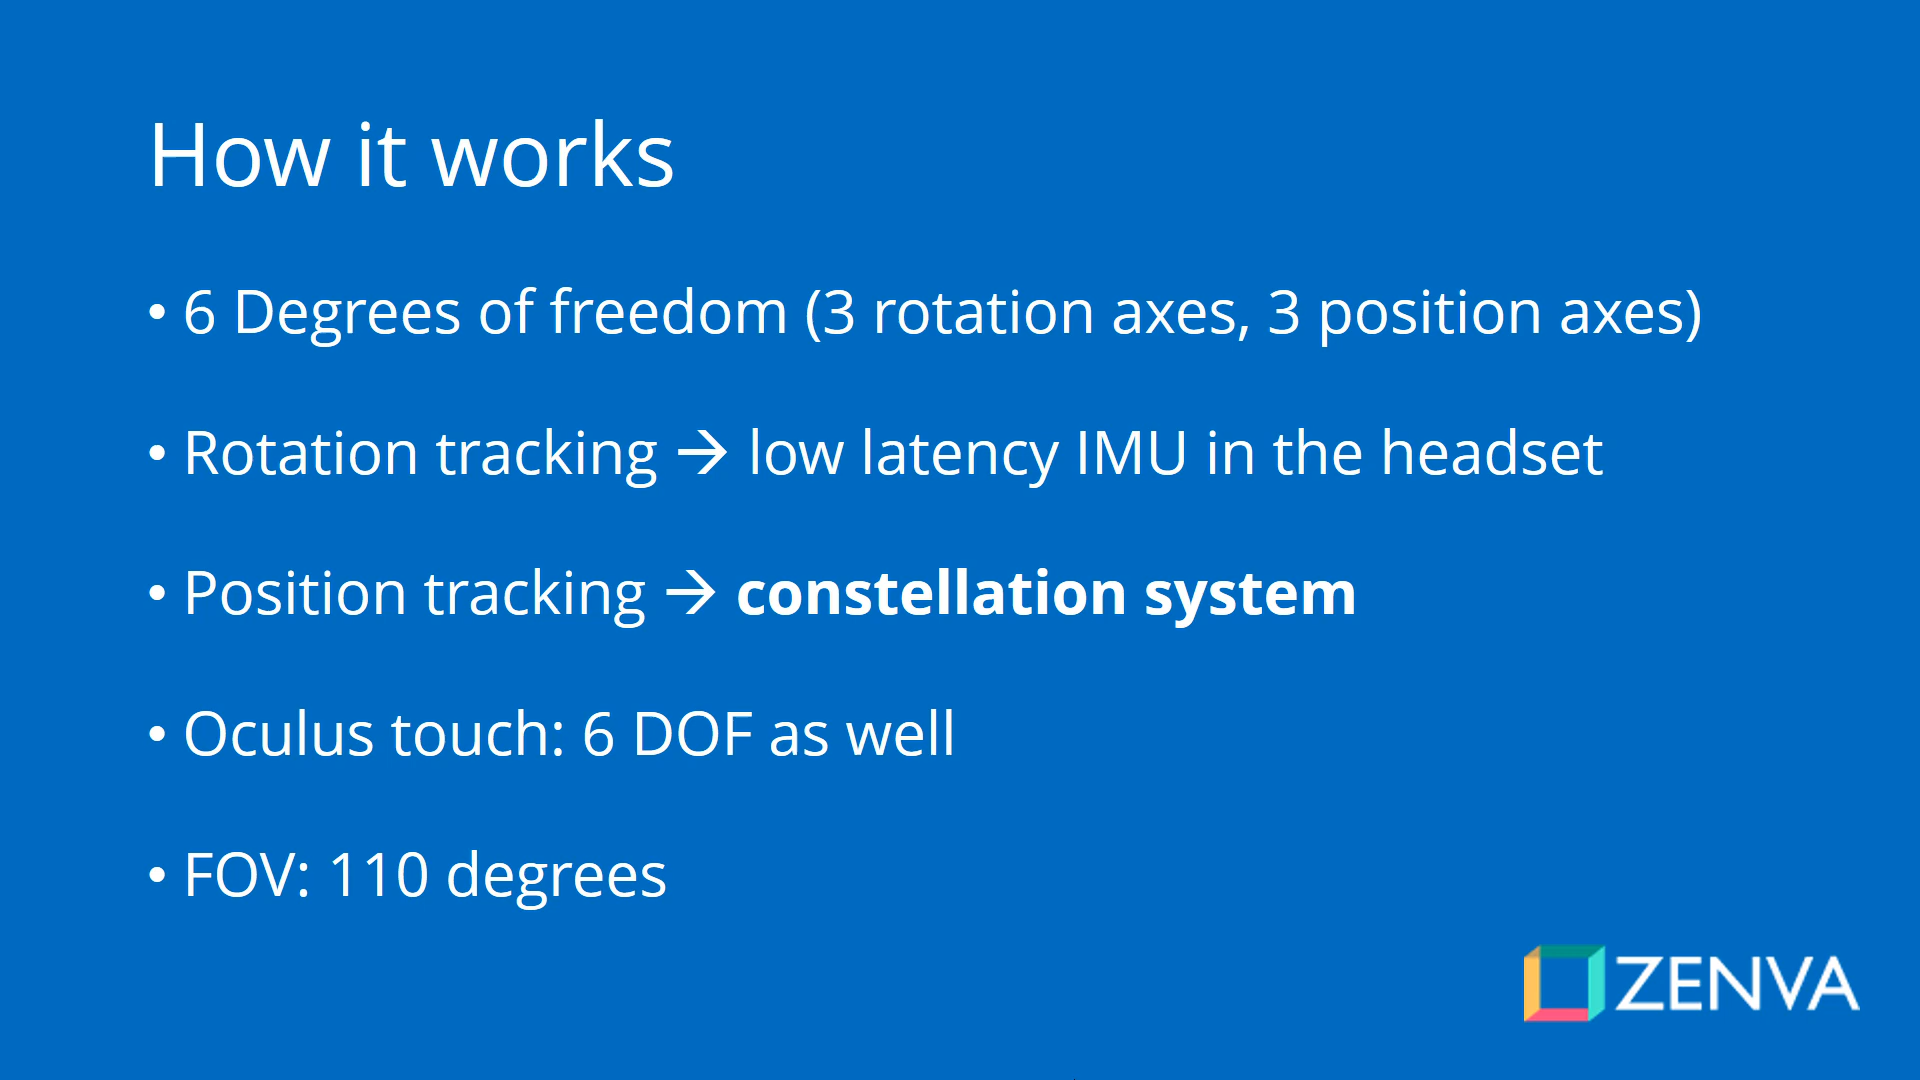 How it works
• 6 Degrees of freedom (3 rotation axes, 3 position axes)
• Rotation tracking → low latency IMU in the headset
• Position tracking → constellation system
• Oculus touch: 6 DOF as well
• FOV: 110 degrees
ZENVA